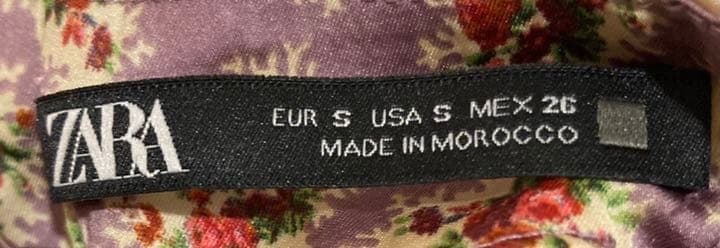 ZARA
EUR S USA S MEX 26
MADE IN MOROCCO